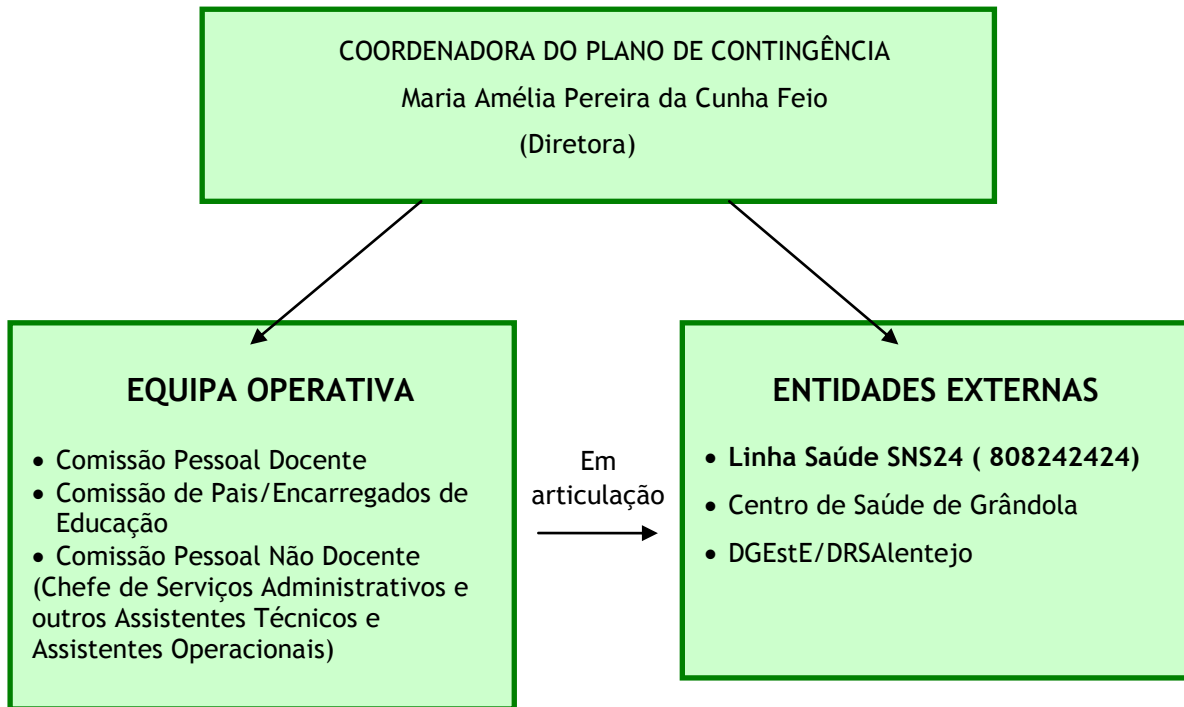 COORDENADORA DO PLANO DE CONTINGÊNCIA
Maria Amélia Pereira da Cunha Feio
(Diretora)
EQUIPA OPERATIVA
• Comissão Pessoal Docente
• Comissão de Pais/Encarregados de
Educação
• Comissão Pessoal Não Docente
(Chefe de Serviços Administrativos e
outros Assistentes Técnicos e
Assistentes Operacionais)
Em
articulação
ENTIDADES EXTERNAS
• Linha Saúde SNS24 ( 808242424)
• Centro de Saúde de Grândola
• DGEstE/DRSAlentejo